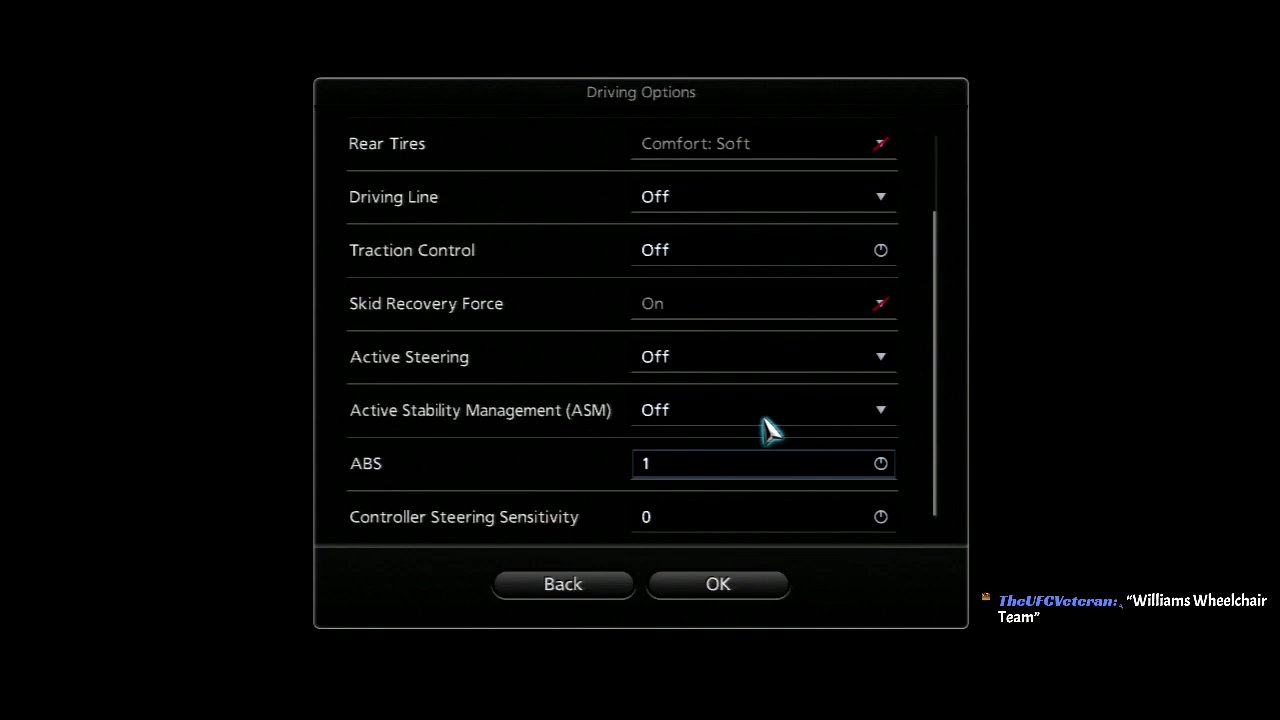 Driving Options
Rear Tires Comfort: Soft
Driving Line Off
Traction Control Off
Skid Recovery Force On
Active Steering Off
Active Stability Management (ASM) Off
ABS 1
Controller Steering Sensitivity 0
Back OK
TheUFCVeteran: “Williams Wheelchair
Team”